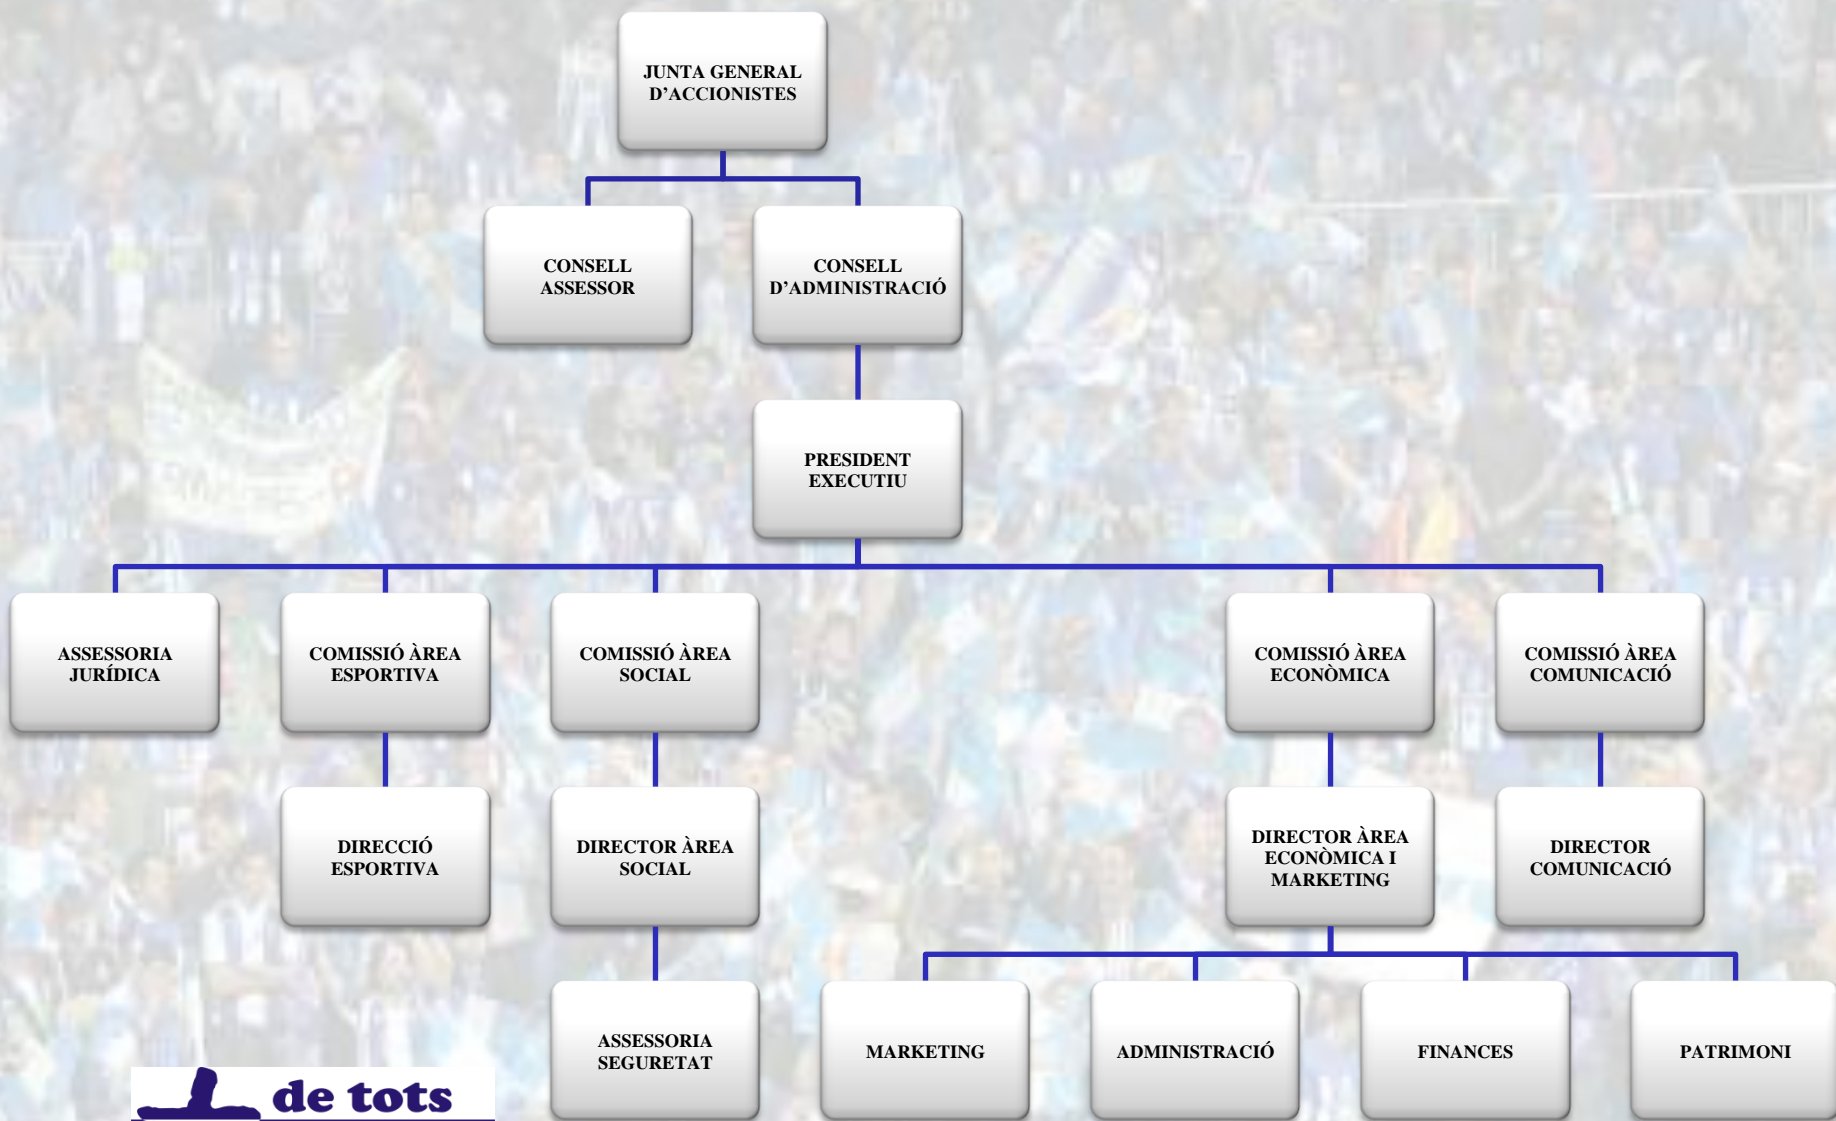 JUNTA GENERAL
D'ACCIONISTES
CONSELL
ASSESSOR
CONSELL
D'ADMINISTRACIÓ
PRESIDENT
EXECUTIU
ASSESSORIA
JURÍDICA
COMISSIÓ ÀREA
ESPORTIVA
COMISSIÓ ÀREA
SOCIAL
COMISSIÓ ÀREA
ECONÒMICA
COMISSIÓ ÀREA
COMUNICACIÓ
DIRECCIÓ
ESPORTIVA
DIRECTOR ÀREA
SOCIAL
DIRECTOR ÀREA
ECONÒMICA I
MARKETING
DIRECTOR
COMUNICACIÓ
ASSESSORIA
SEGURETAT
MARKETING
ADMINISTRACIÓ
FINANCES
PATRIMONI
de tots